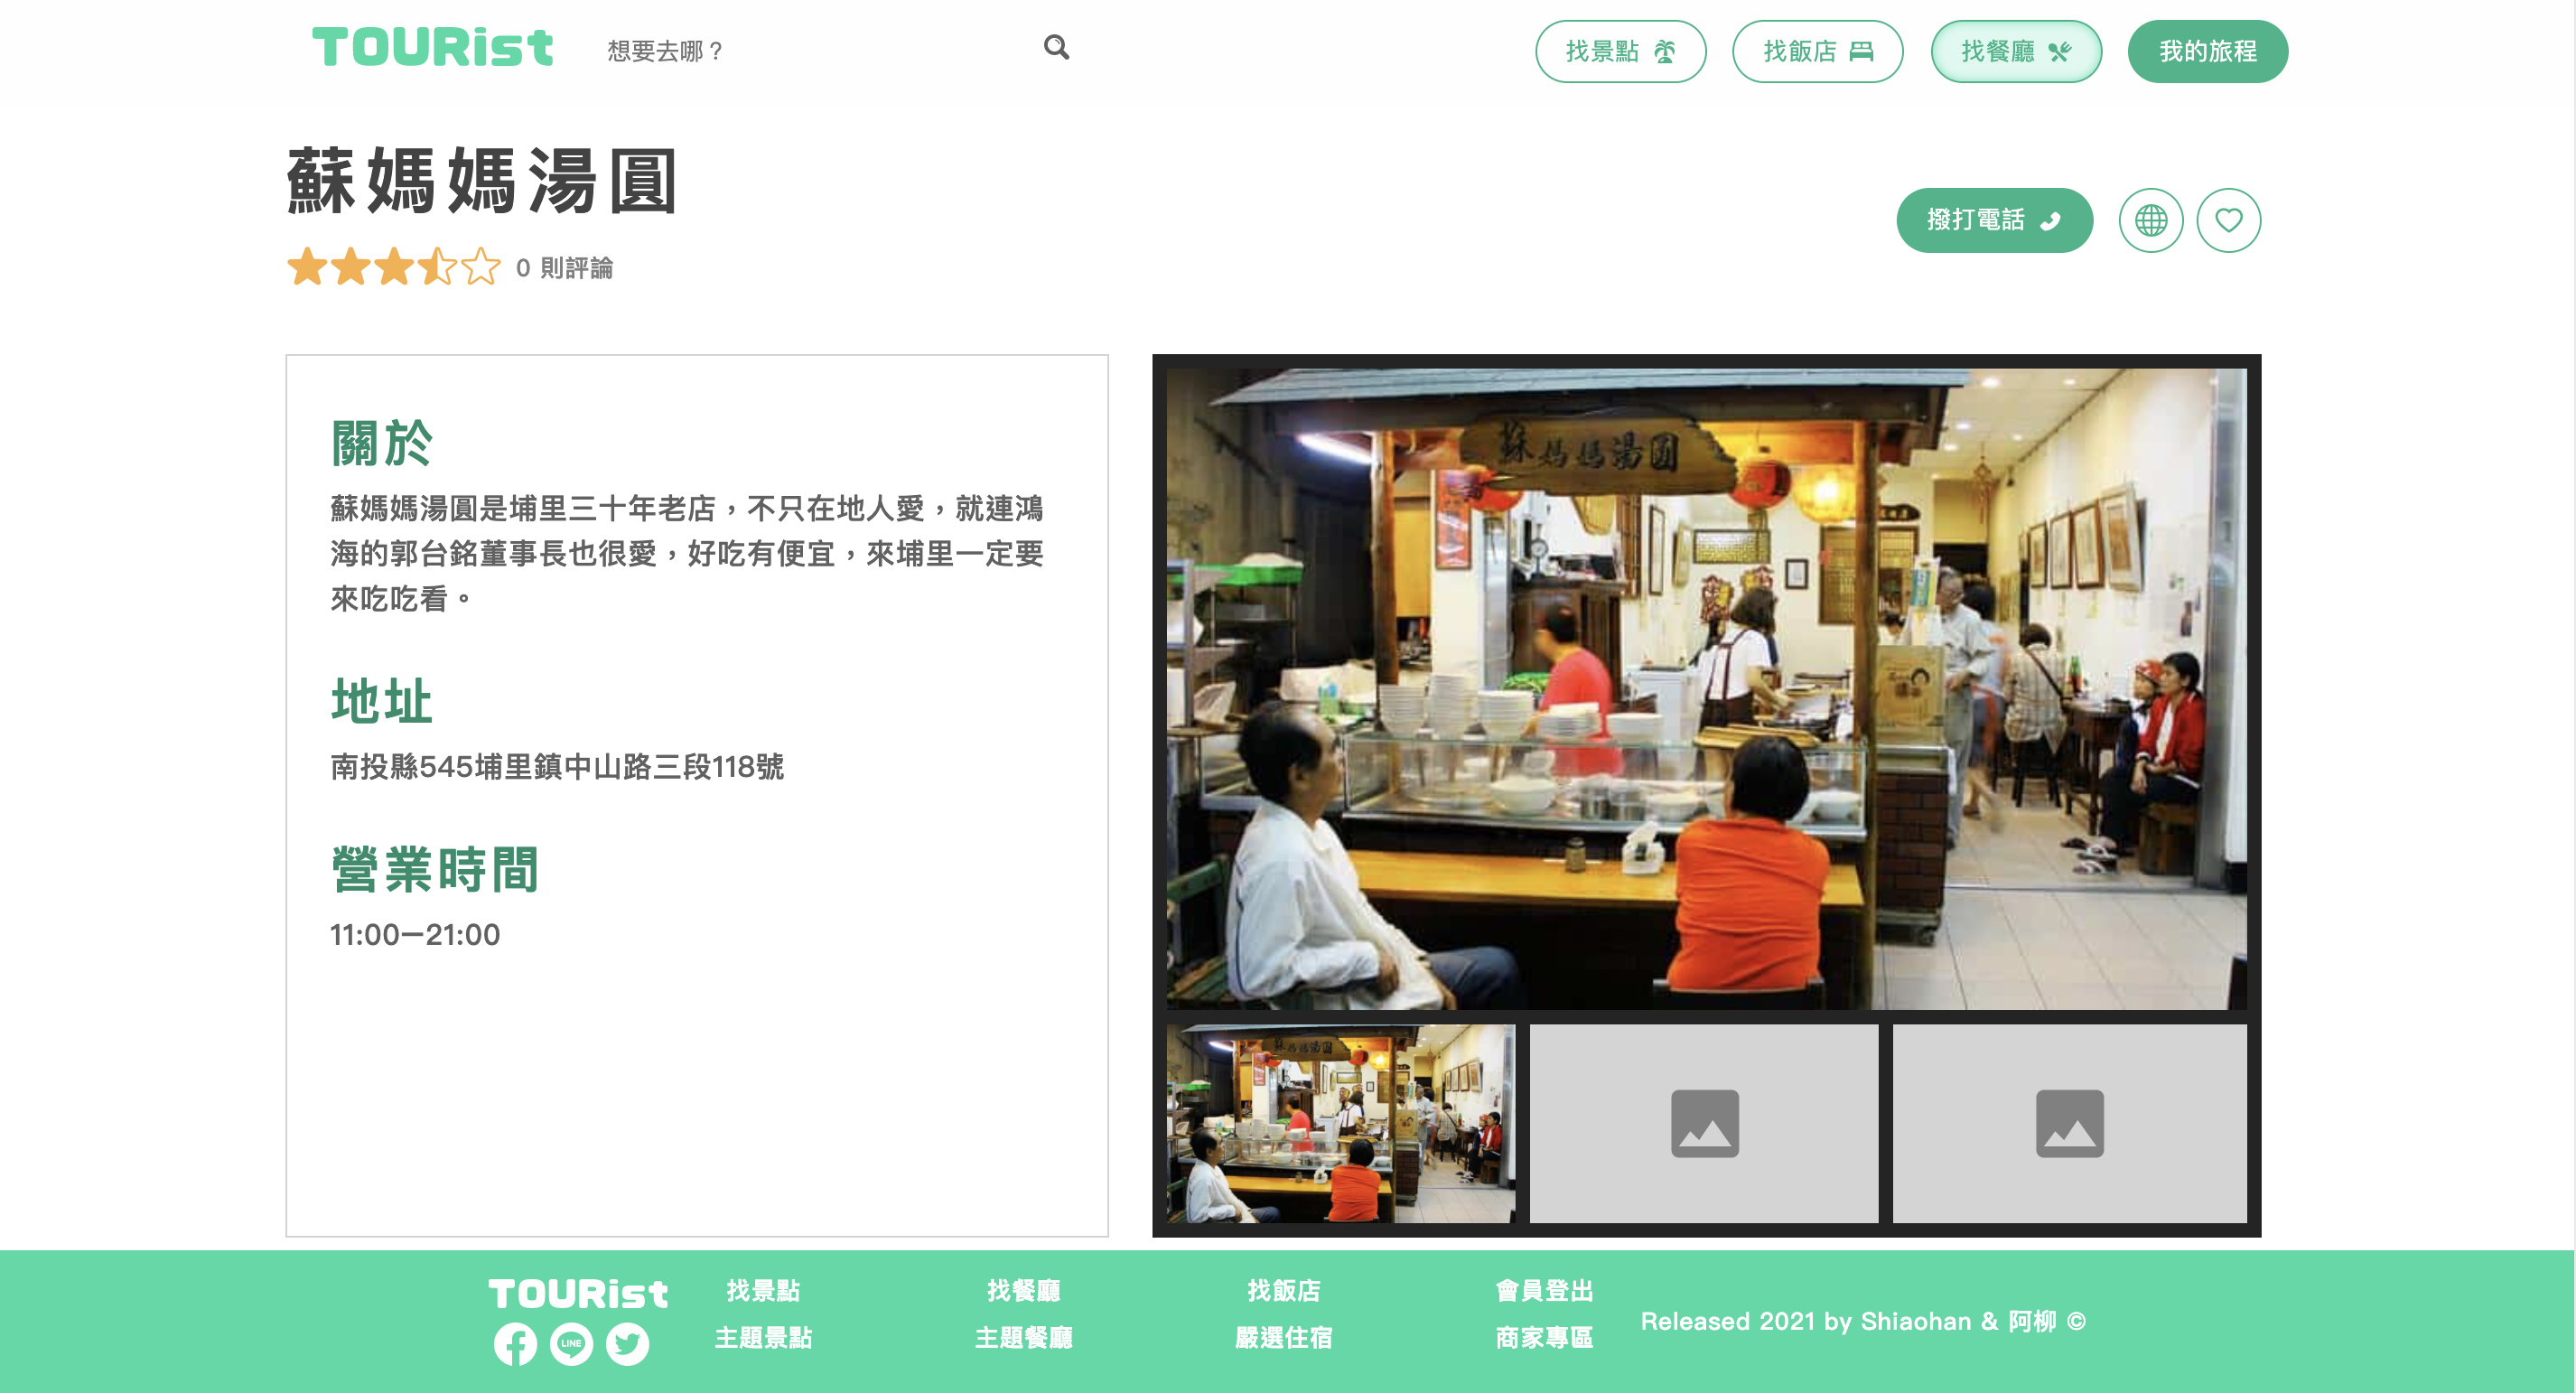 TOURist
想要去哪？
找景點
找飯店
找餐廳
我的旅程
蘇媽媽湯圓
0 則評論
撥打電話
關於
蘇媽媽湯圓是埔里三十年老店，不只在地人愛，就連鴻
海的郭台銘董事長也很愛，好吃有便宜，來埔里一定要
來吃吃看。
地址
南投縣545埔里鎮中山路三段118號
營業時間
11:00—21:00
蘇媽媽湯圓
蘇媽媽湯圓
TOURist
LINE
找景點
主題景點
找餐廳
主題餐廳
找飯店
嚴選住宿
會員登出
商家專區
Released 2021 by Shiaohan & 阿柳 ©